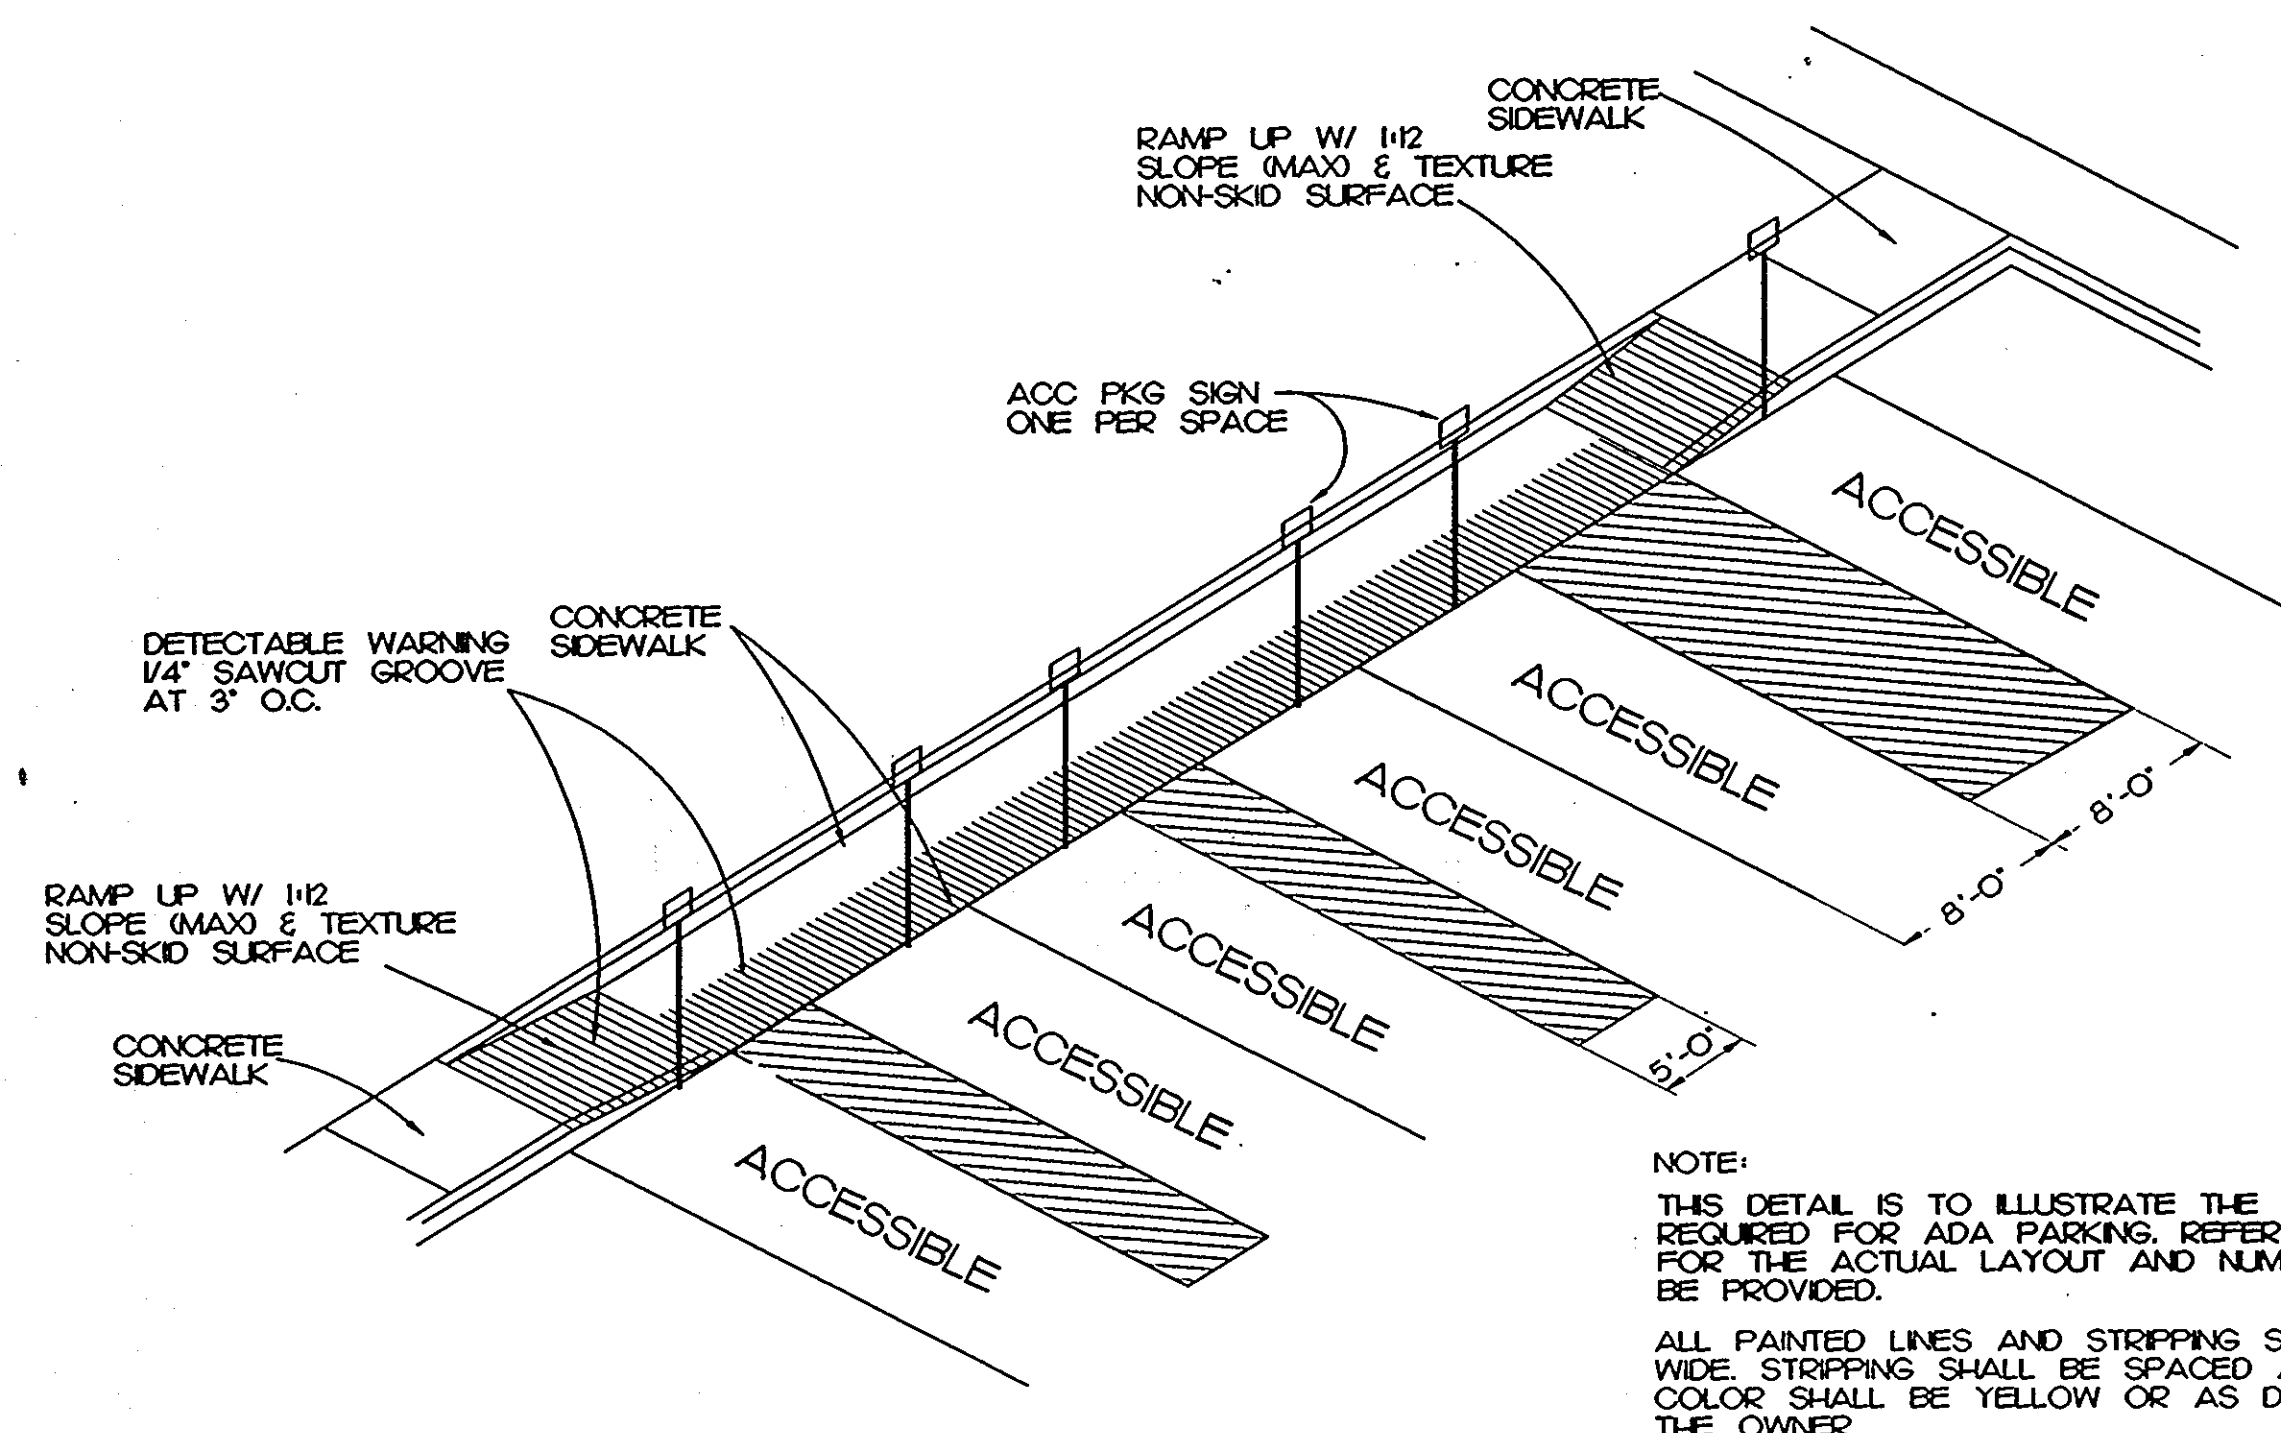 CONCRETE
SIDEWALK
RAMP UP W/ 1:12
SLOPE (MAX) & TEXTURE
NON-SKID SURFACE
ACC PKG SIGN
ONE PER SPACE
CONCRETE
SIDEWALK
DETECTABLE WARNING
1/4" SAWCUT GROOVE
AT 3" O.C.
RAMP UP W/ 1:12
SLOPE (MAX) & TEXTURE
NON-SKID SURFACE
CONCRETE
SIDEWALK
ACCESSIBLE
ACCESSIBLE
ACCESSIBLE
ACCESSIBLE
ACCESSIBLE
ACCESSIBLE
8'-0"
8'-0"
5'-0"
NOTE:
THIS DETAIL IS TO ILLUSTRATE THE
REQUIRED FOR ADA PARKING. REFER
FOR THE ACTUAL LAYOUT AND
BE PROVIDED.
ALL PAINTED LINES AND STRIPPING
WIDE. STRIPPING SHALL BE SPACED
COLOR SHALL BE YELLOW OR AS
THE OWNER